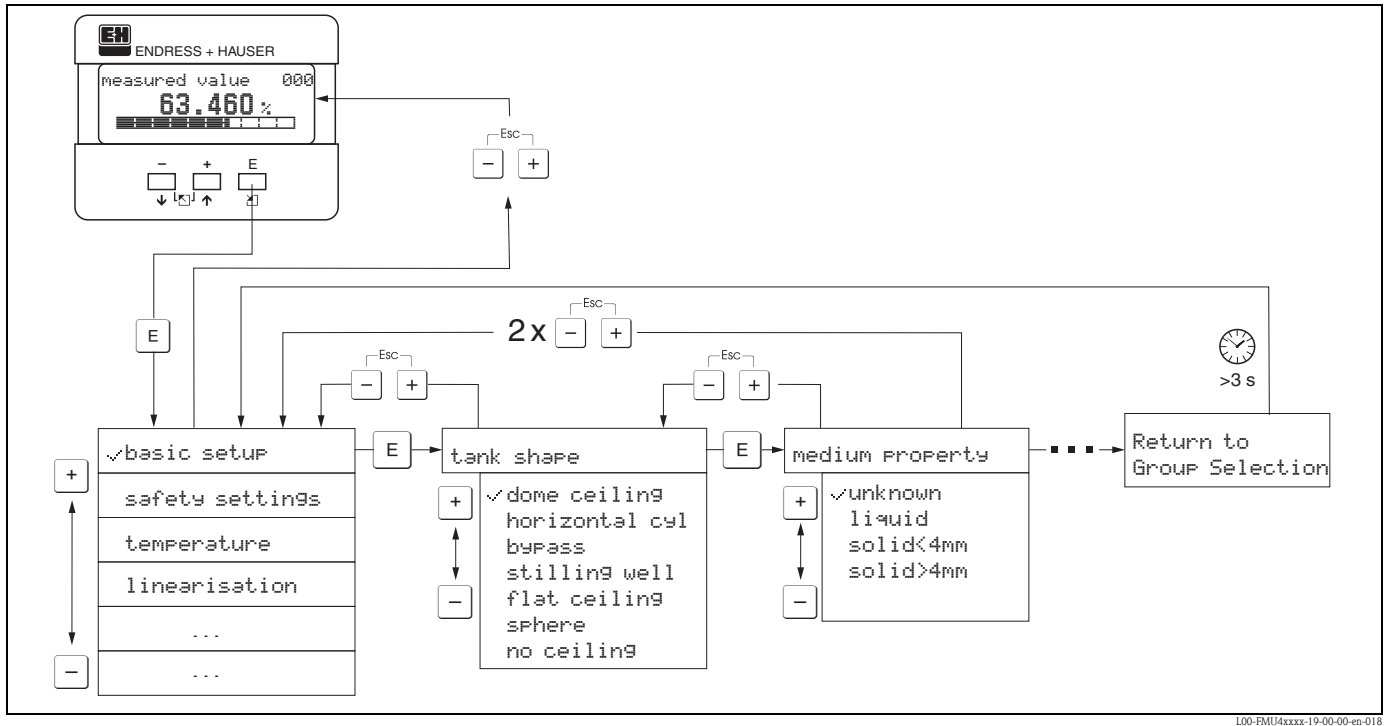 E+H
ENDRESS + HAUSER
measured value 000
63.460 %
- + E
Esc
- +
E
Esc
2 x - +
Esc
- +
Esc
- +
>3 s
basic setup
safety settings
temperature
linearisation
...
...
+
-
E
tank shape
dome ceiling
horizontal cyl
bypass
stilling well
flat ceiling
sphere
no ceiling
+
-
E
medium property
unknown
liquid
solid<4mm
solid>4mm
+
-
Return to
Group Selection
L00-FMU4xxxx-19-00-00-en-018